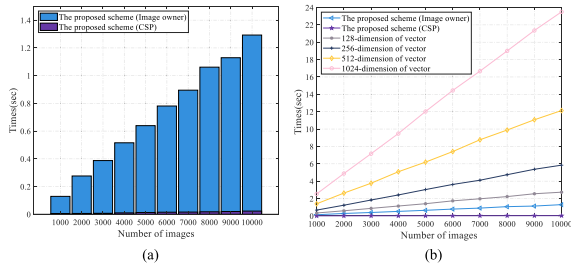 The proposed scheme (Image owner)
The proposed scheme (CSP)
1.4
1.2
1
0.8
0.6
0.4
0.2
0
Times(sec)
1000 2000 3000 4000 5000 6000 7000 8000 9000 10000
Number of images
(a)
The proposed scheme (Image owner)
The proposed scheme (CSP)
128-dimension of vector
256-dimension of vector
512-dimension of vector
1024-dimension of vector
24
22
20
18
16
14
12
10
8
6
4
2
0
Times(sec)
1000 2000 3000 4000 5000 6000 7000 8000 9000 10000
Number of images
(b)